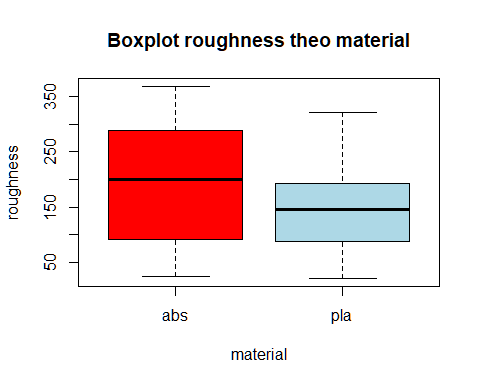 Boxplot roughness theo material
roughness
350
250
150
50
abs pla
material